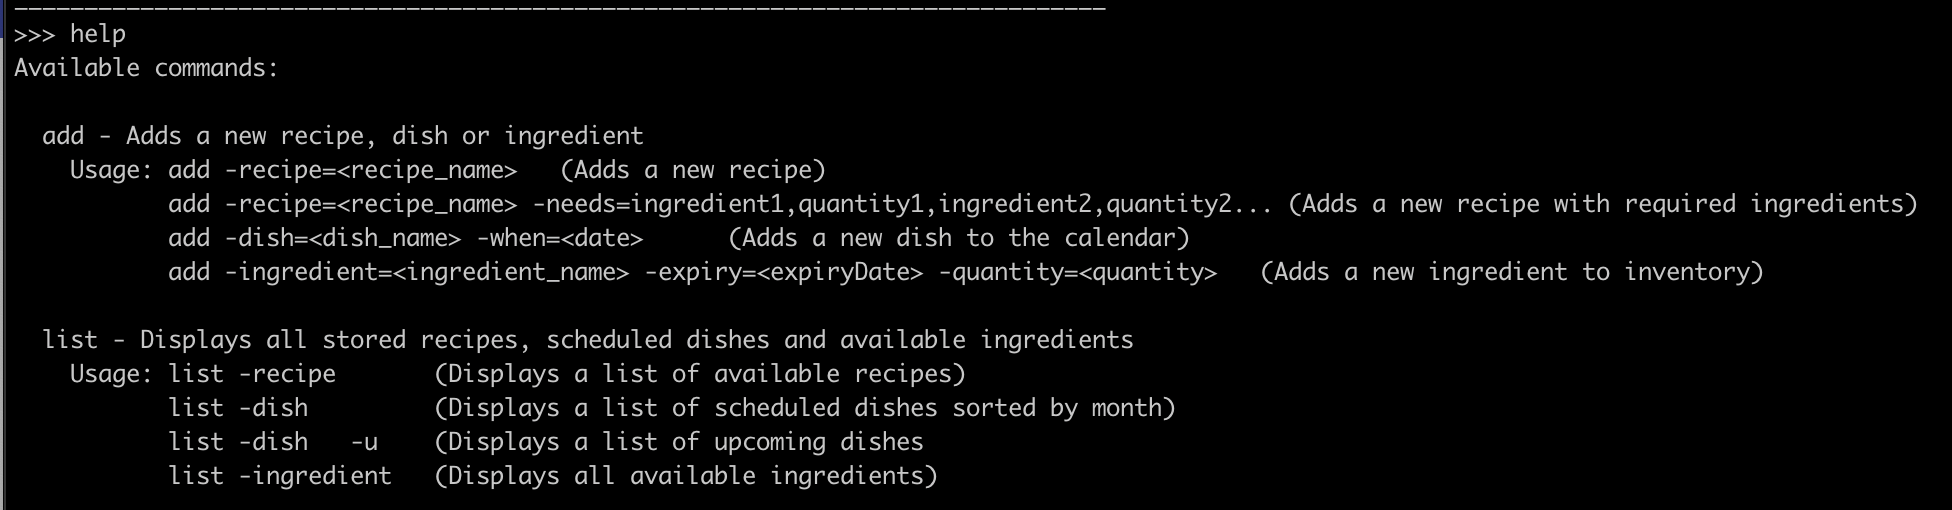 >>> help
Available commands:

  add - Adds a new recipe, dish or ingredient
    Usage: add -recipe=<recipe_name>   (Adds a new recipe)
           add -recipe=<recipe_name> -needs=ingredient1,quantity1,ingredient2,quantity2... (Adds a new recipe with required ingredients)
           add -dish=<dish_name> -when=<date>      (Adds a new dish to the calendar)
           add -ingredient=<ingredient_name> -expiry=<expiryDate> -quantity=<quantity>   (Adds a new ingredient to inventory)

  list - Displays all stored recipes, scheduled dishes and available ingredients
    Usage: list -recipe       (Displays a list of available recipes)
           list -dish         (Displays a list of scheduled dishes sorted by month)
           list -dish   -u    (Displays a list of upcoming dishes
           list -ingredient   (Displays all available ingredients)